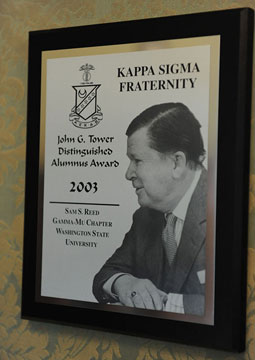 KAPPA SIGMA
FRATERNITY
John G. Tower
Distinguished
Alumnus Award
2003
SAM S. REED
GAMMA-MU CHAPTER
WASHINGTON STATE
UNIVERSITY